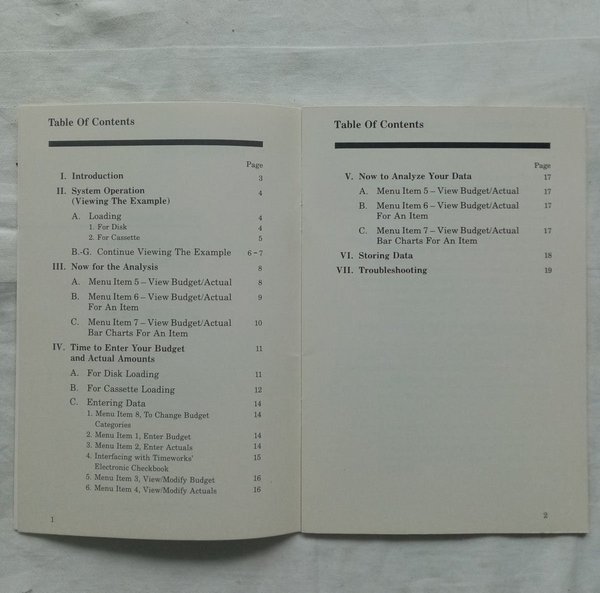 Table Of Contents
Page
I. Introduction 3
II. System Operation 4
(Viewing The Example)
A. Loading 4
1. For Disk 4
2. For Cassette 5
B.-G. Continue Viewing The Example 6-7
III. Now for the Analysis 8
A. Menu Item 5 – View Budget/Actual 8
B. Menu Item 6 – View Budget/Actual 9
For An Item
C. Menu Item 7 – View Budget/Actual 10
Bar Charts For An Item
IV. Time to Enter Your Budget 11
and Actual Amounts
A. For Disk Loading 11
B. For Cassette Loading 12
C. Entering Data 14
1. Menu Item 8, To Change Budget 14
Categories
2. Menu Item 1, Enter Budget 14
3. Menu Item 2, Enter Actuals 14
4. Interfacing with Timeworks' 15
Electronic Checkbook
5. Menu Item 3, View/Modify Budget 16
6. Menu Item 4, View/Modify Actuals 16
1
Table Of Contents
Page
V. Now to Analyze Your Data 17
A. Menu Item 5 – View Budget/Actual 17
B. Menu Item 6 – View Budget/Actual 17
For An Item
C. Menu Item 7 – View Budget/Actual 17
Bar Charts For An Item
VI. Storing Data 18
VII. Troubleshooting 19
2